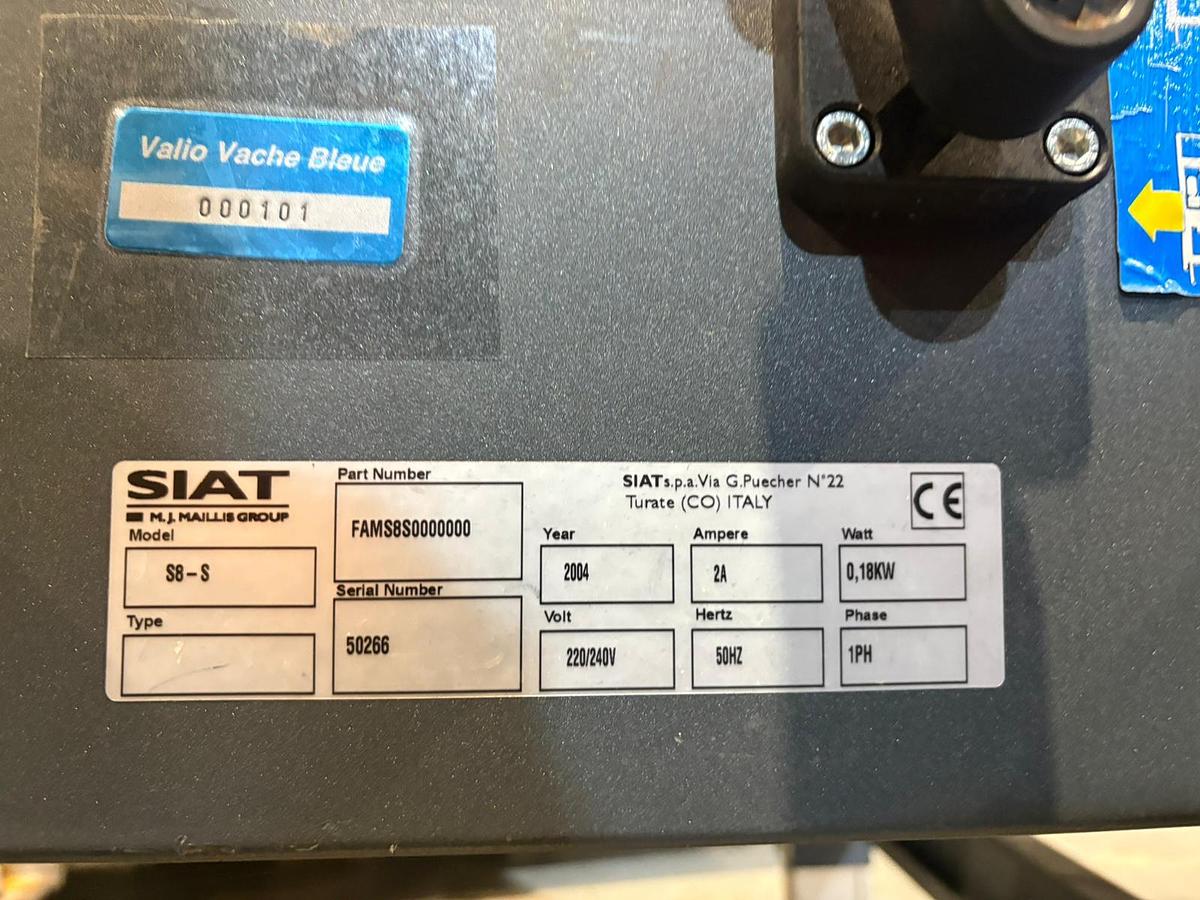 Valio Vache Bleue
000101
SIAT
M.J. MAILLIS GROUP
Model
S8-S
Type
Part Number
FAMS8S0000000
Serial Number
50266
SIAT s.p.a. Via G.Puecher N°22
Turate (CO) ITALY
CE
Year
2004
Ampere
2A
Watt
0,18KW
Volt
220/240V
Hertz
50HZ
Phase
1PH